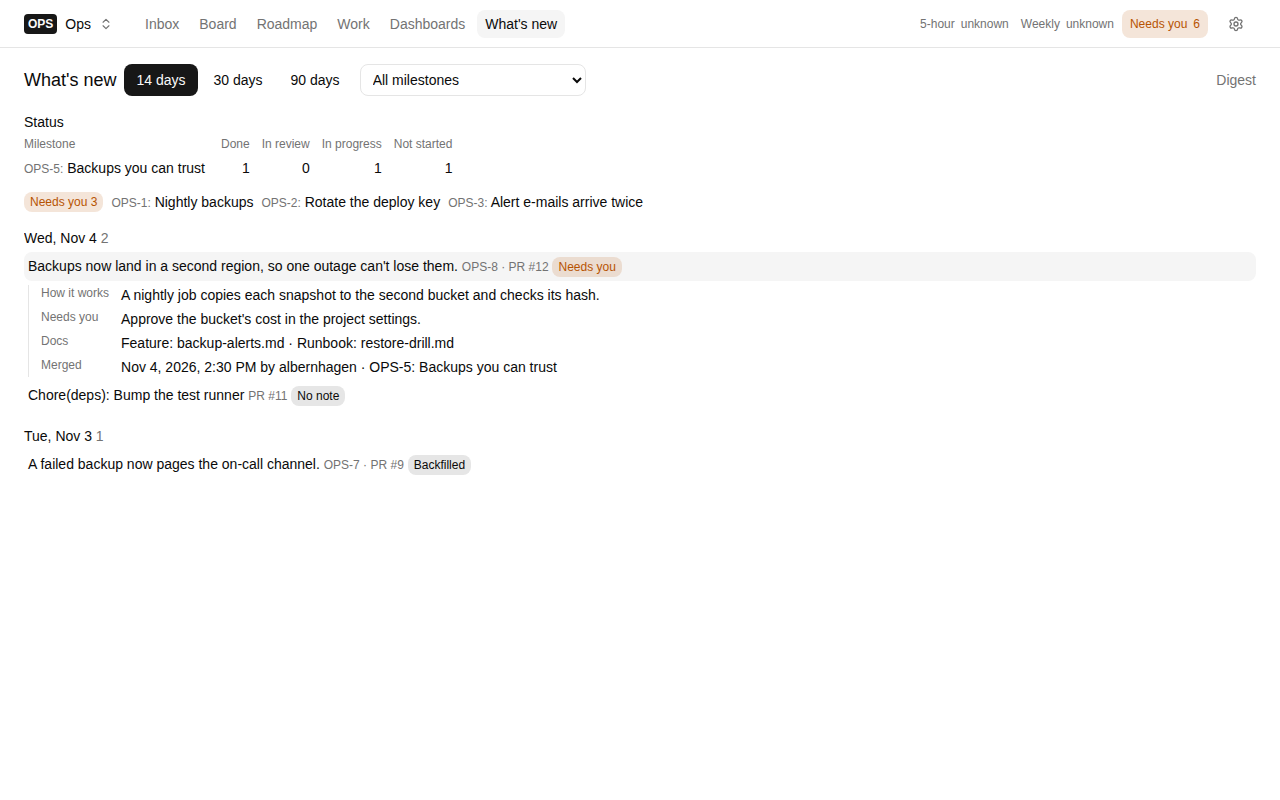 OPS Ops Inbox Board Roadmap Work Dashboards What's new 5-hour unknown Weekly unknown Needs you 6
What's new 14 days 30 days 90 days All milestones Digest
Status
Milestone Done In review In progress Not started
OPS-5: Backups you can trust 1 0 1 1
Needs you 3 OPS-1: Nightly backups OPS-2: Rotate the deploy key OPS-3: Alert e-mails arrive twice
Wed, Nov 4 2
Backups now land in a second region, so one outage can't lose them. OPS-8 · PR #12 Needs you
How it works A nightly job copies each snapshot to the second bucket and checks its hash.
Needs you Approve the bucket's cost in the project settings.
Docs Feature: backup-alerts.md · Runbook: restore-drill.md
Merged Nov 4, 2026, 2:30 PM by albernhagen · OPS-5: Backups you can trust
Chore(deps): Bump the test runner PR #11 No note
Tue, Nov 3 1
A failed backup now pages the on-call channel. OPS-7 · PR #9 Backfilled